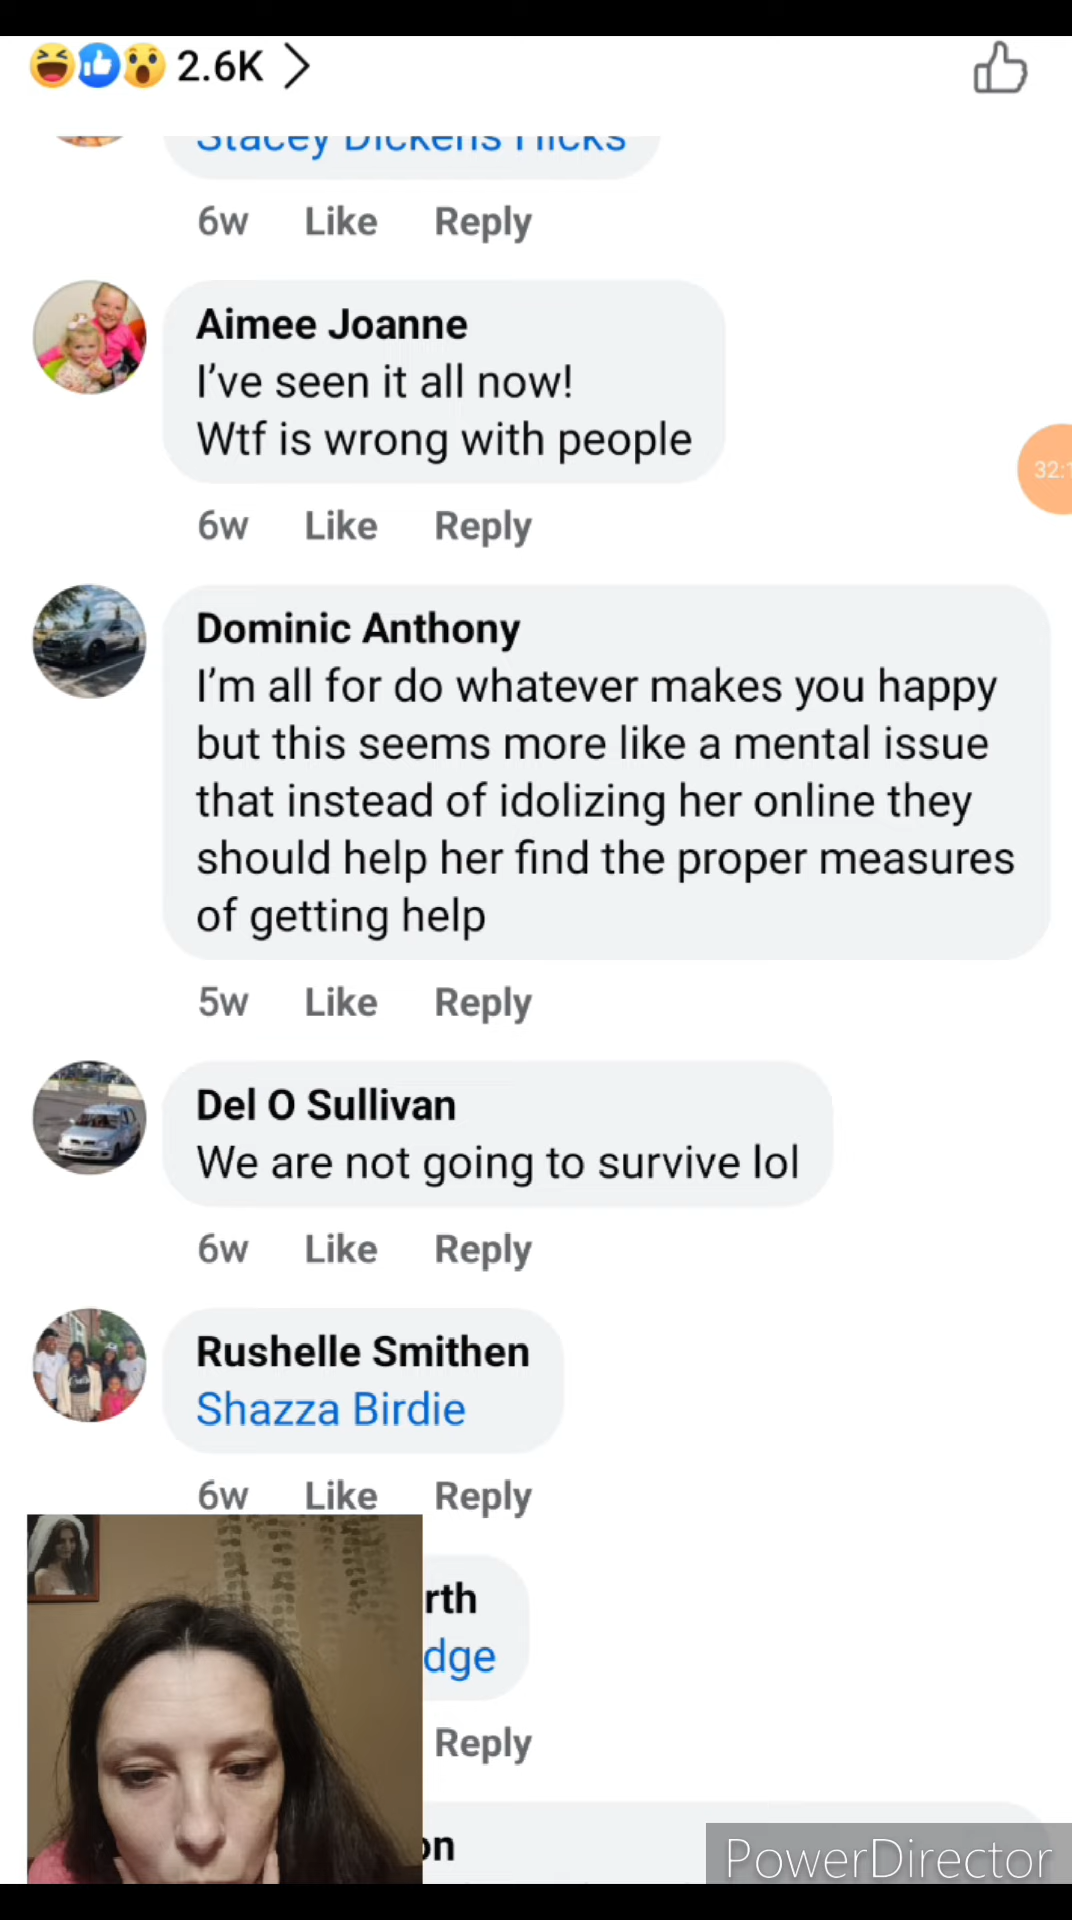 2.6K
Stacey Dickens Hicks
6w Like Reply
Aimee Joanne
I've seen it all now!
Wtf is wrong with people
6w Like Reply
32:1
Dominic Anthony
I'm all for do whatever makes you happy
but this seems more like a mental issue
that instead of idolizing her online they
should help her find the proper measures
of getting help
5w Like Reply
Del O Sullivan
We are not going to survive lol
6w Like Reply
Rushelle Smithen
Shazza Birdie
6w Like Reply
rth
dge
Reply
on
PowerDirector